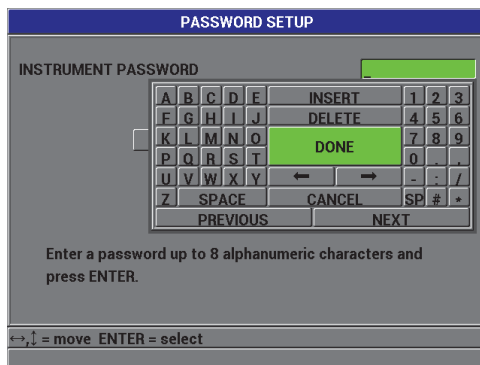 PASSWORD SETUP
INSTRUMENT PASSWORD _
A B C D E INSERT 1 2 3
F G H I J DELETE 4 5 6
K L M N O DONE 7 8 9
P Q R S T 0 . ,
U V W X Y ← → - : /
Z SPACE CANCEL SP # *
PREVIOUS NEXT
Enter a password up to 8 alphanumeric characters and
press ENTER.
↔,↕ = move ENTER = select